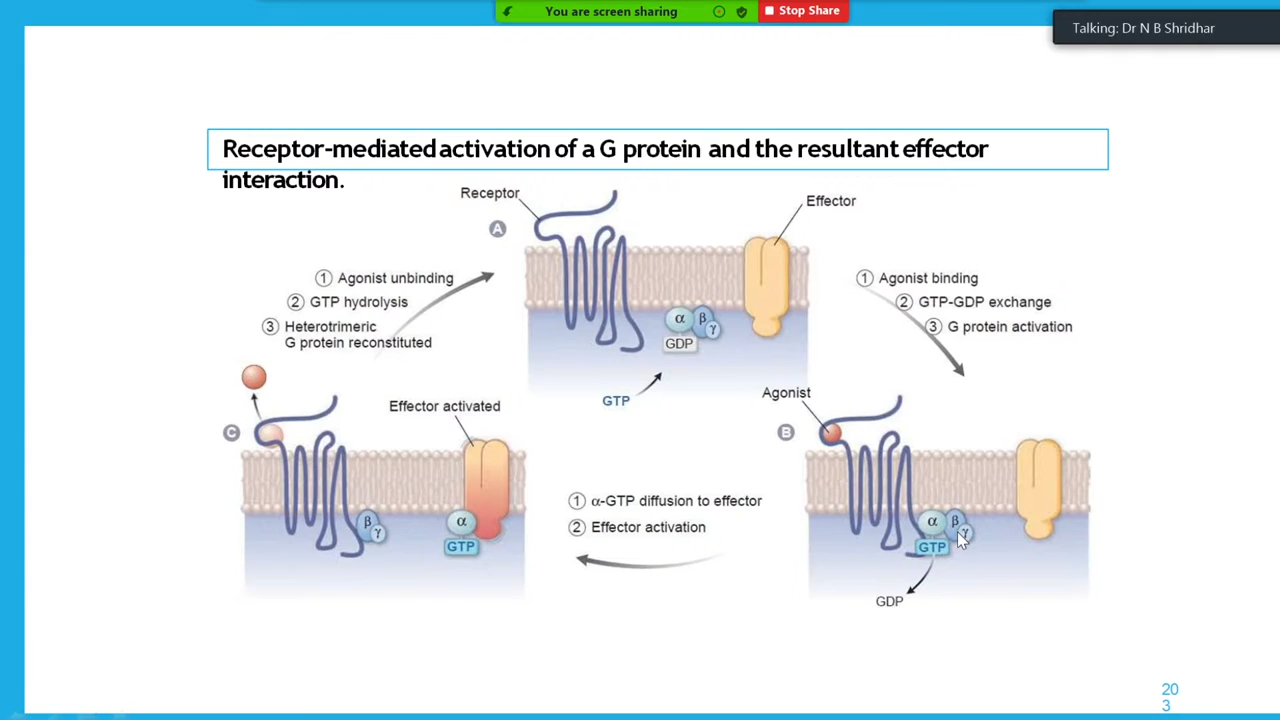 You are screen sharing
Stop Share
Talking: Dr N B Shridhar
Receptor-mediated activation of a G protein and the resultant effector
interaction.
Receptor
Effector
A
① Agonist unbinding
② GTP hydrolysis
③ Heterotrimeric
G protein reconstituted
① Agonist binding
② GTP-GDP exchange
③ G protein activation
α β γ
GDP
GTP
Effector activated
Agonist
C
B
① α-GTP diffusion to effector
② Effector activation
β γ
α
GTP
α β γ
GTP
GDP
20
3